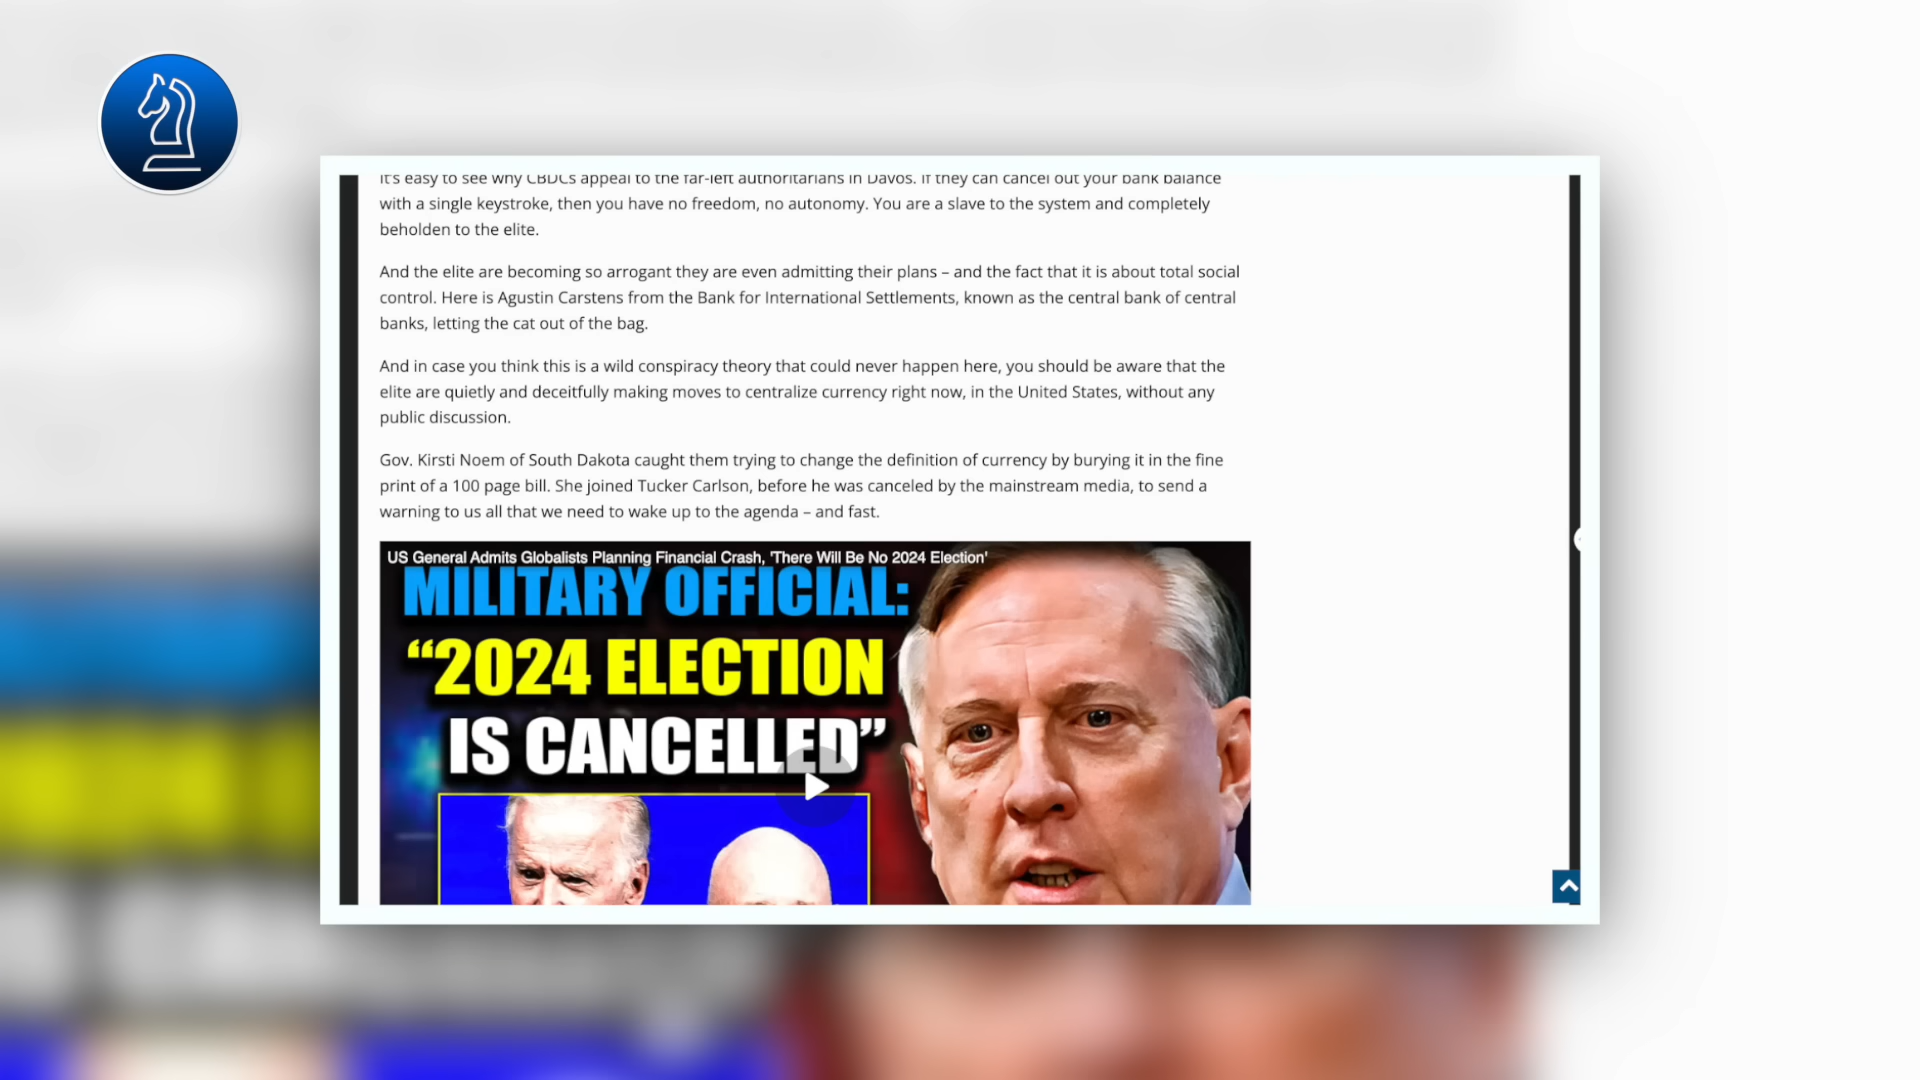 It's easy to see why CBDCs appeal to the far-left authoritarians in Davos. If they can cancel out your bank balance
with a single keystroke, then you have no freedom, no autonomy. You are a slave to the system and completely
beholden to the elite.
And the elite are becoming so arrogant they are even admitting their plans – and the fact that it is about total social
control. Here is Agustin Carstens from the Bank for International Settlements, known as the central bank of central
banks, letting the cat out of the bag.
And in case you think this is a wild conspiracy theory that could never happen here, you should be aware that the
elite are quietly and deceitfully making moves to centralize currency right now, in the United States, without any
public discussion.
Gov. Kirsti Noem of South Dakota caught them trying to change the definition of currency by burying it in the fine
print of a 100 page bill. She joined Tucker Carlson, before he was canceled by the mainstream media, to send a
warning to us all that we need to wake up to the agenda – and fast.
US General Admits Globalists Planning Financial Crash, 'There Will Be No 2024 Election'
MILITARY OFFICIAL:
“2024 ELECTION
IS CANCELLED”